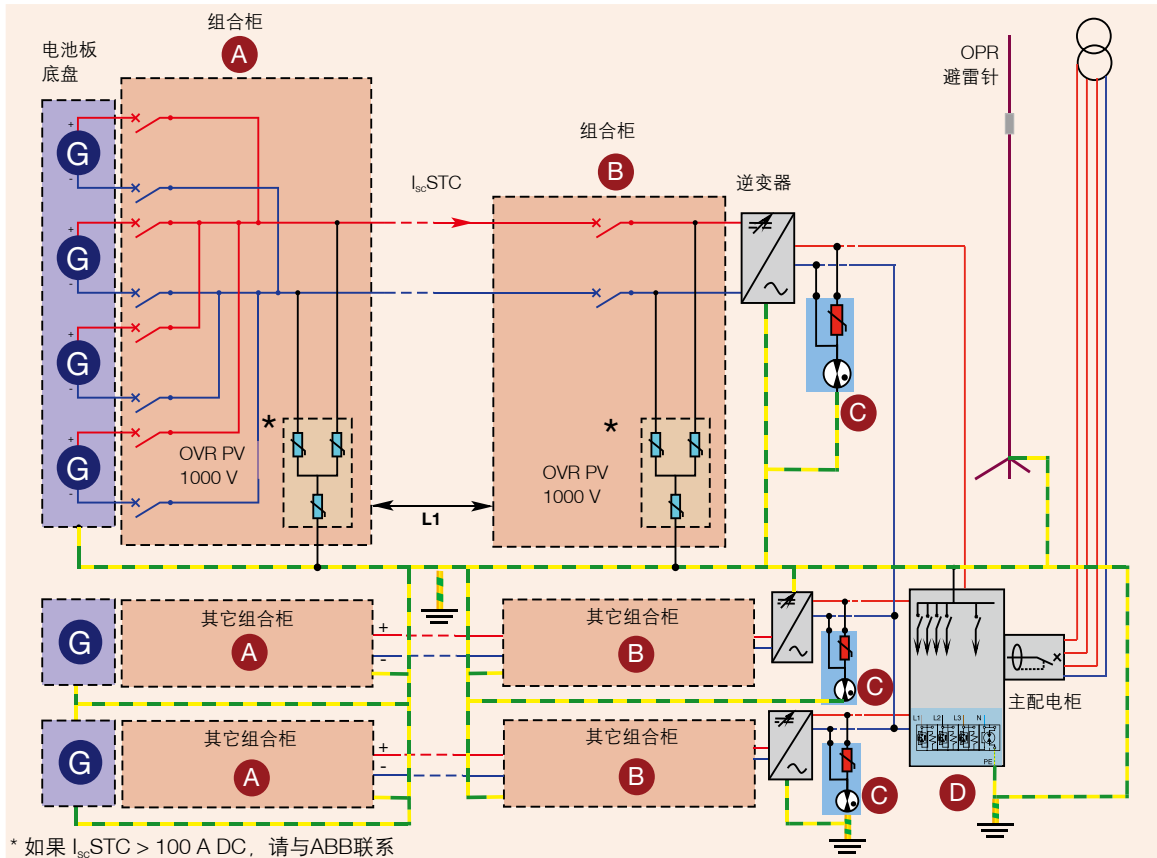 组合柜
A
电池板
底盘
OPR
避雷针
组合柜
B
逆变器
IscSTC
+
G
-
+
G
-
+
G
-
+
G
-
*
OVR PV
1000 V
*
OVR PV
1000 V
L1
C
G
其它组合柜
A
+
-
其它组合柜
B
C
主配电柜
L1 L2 L3 N
PE
D
G
其它组合柜
A
+
-
其它组合柜
B
C
* 如果 IscSTC > 100 A DC，请与ABB联系